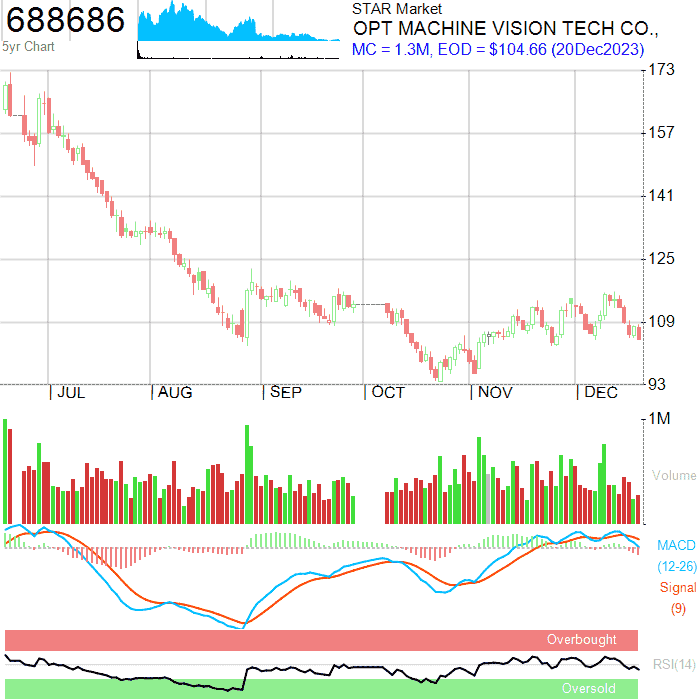 688686
5yr Chart
STAR Market
OPT MACHINE VISION TECH CO.,
MC = 1.3M, EOD = $104.66 (20Dec2023)
173
157
141
125
109
93
JUL AUG SEP OCT NOV DEC
1M
Volume
MACD
(12-26)
Signal
(9)
Overbought
RSI(14)
Oversold